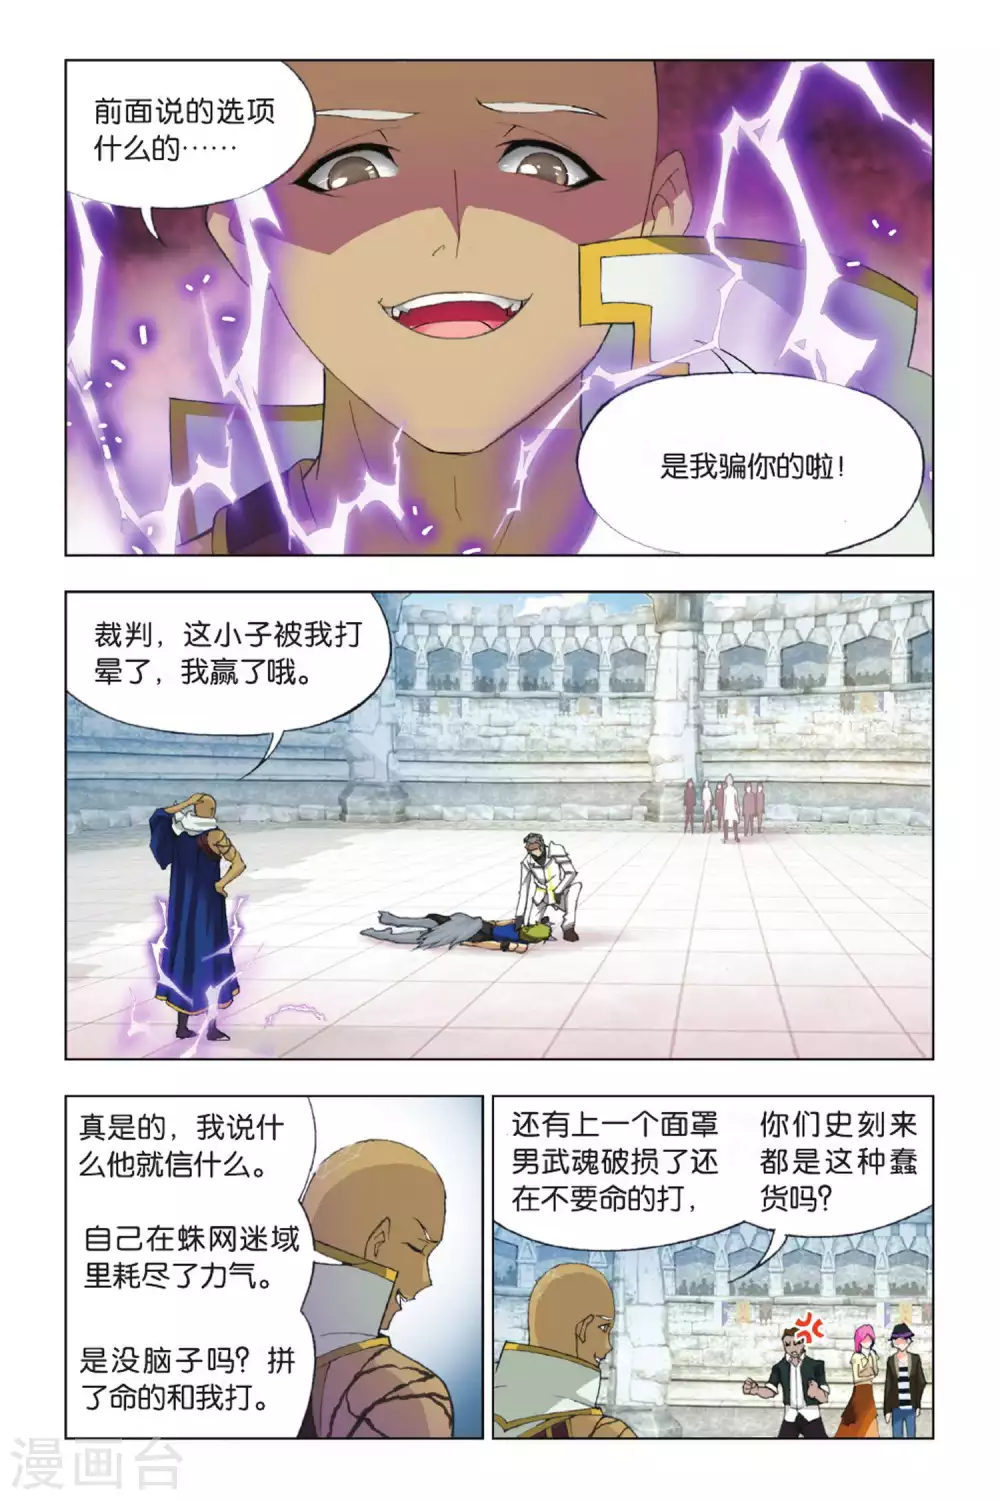 前面说的选项
什么的……
是我骗你的啦！
裁判，这小子被我打
晕了，我赢了哦。
真是的，我说什
么他就信什么。
自己在蛛网迷域
里耗尽了力气。
是没脑子吗？拼
了命的和我打。
还有上一个面罩
男武魂破损了还
在不要命的打，
你们史刻来
都是这种蠢
货吗？
漫画台